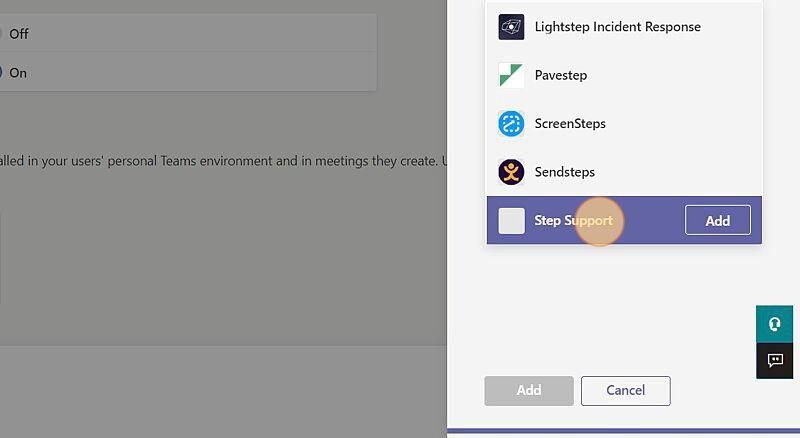 Off
On
alled in your users' personal Teams environment and in meetings they create. U
Lightstep Incident Response
Pavestep
ScreenSteps
Sendsteps
Step Support Add
Add Cancel